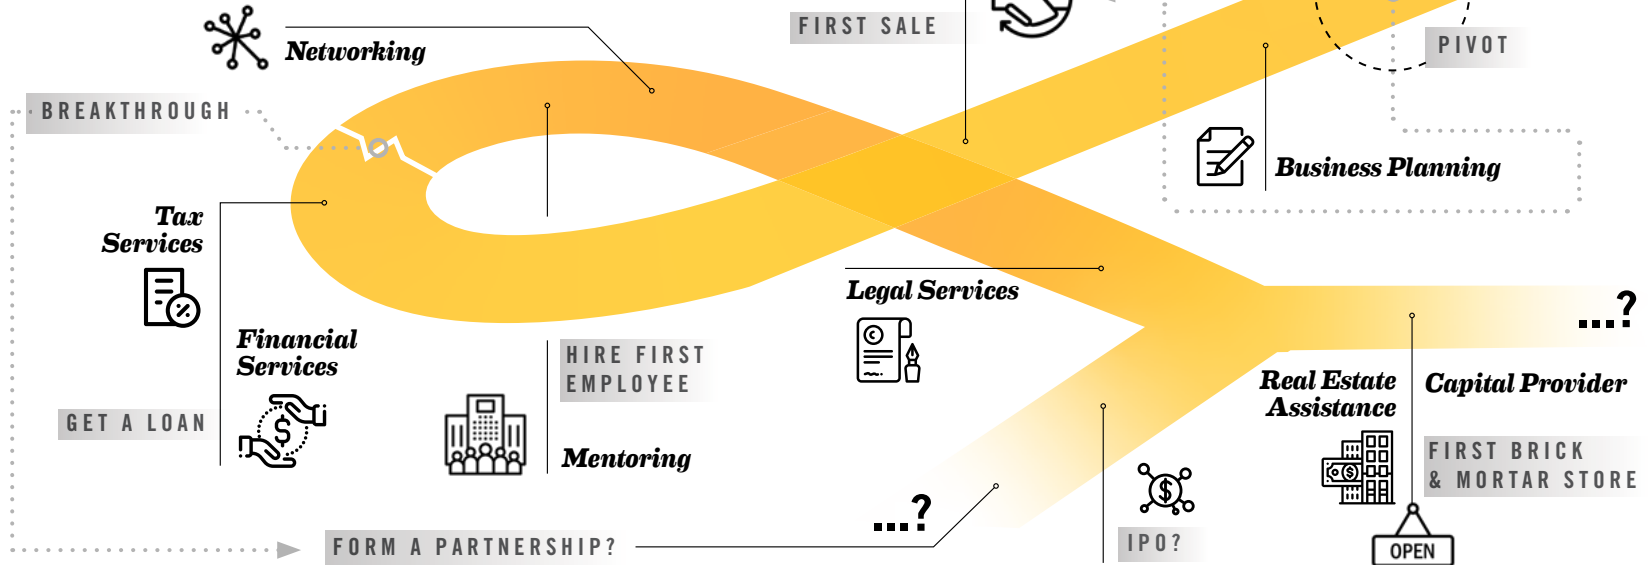 FIRST SALE
PIVOT
Networking
BREAKTHROUGH
Business Planning
Tax
Services
Legal Services
...?
Financial
Services
HIRE FIRST
EMPLOYEE
Real Estate
Assistance
Capital Provider
GET A LOAN
Mentoring
FIRST BRICK
& MORTAR STORE
...?
FORM A PARTNERSHIP?
IPO?
OPEN